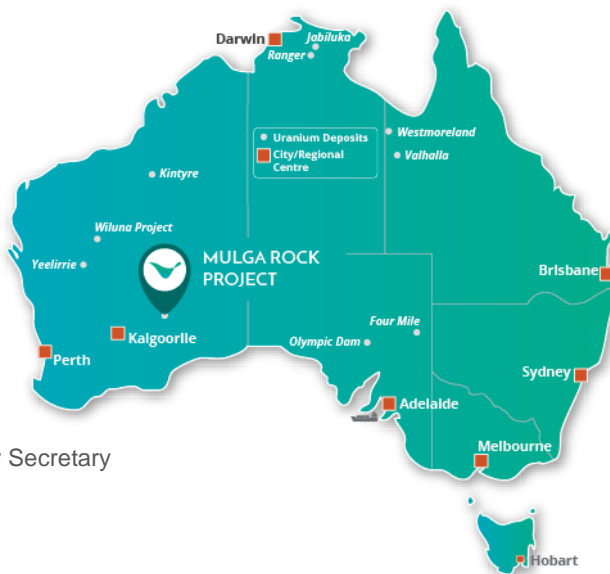 Darwin
Jabiluka
Ranger
Uranium Deposits
City/Regional
Centre
Westmoreland
Valhalla
Kintyre
Wiluna Project
Yeelirrie
MULGA ROCK
PROJECT
Brisbane
Kalgoorlie
Perth
Four Mile
Olympic Dam
Sydney
Adelaide
Melbourne
Secretary
Hobart